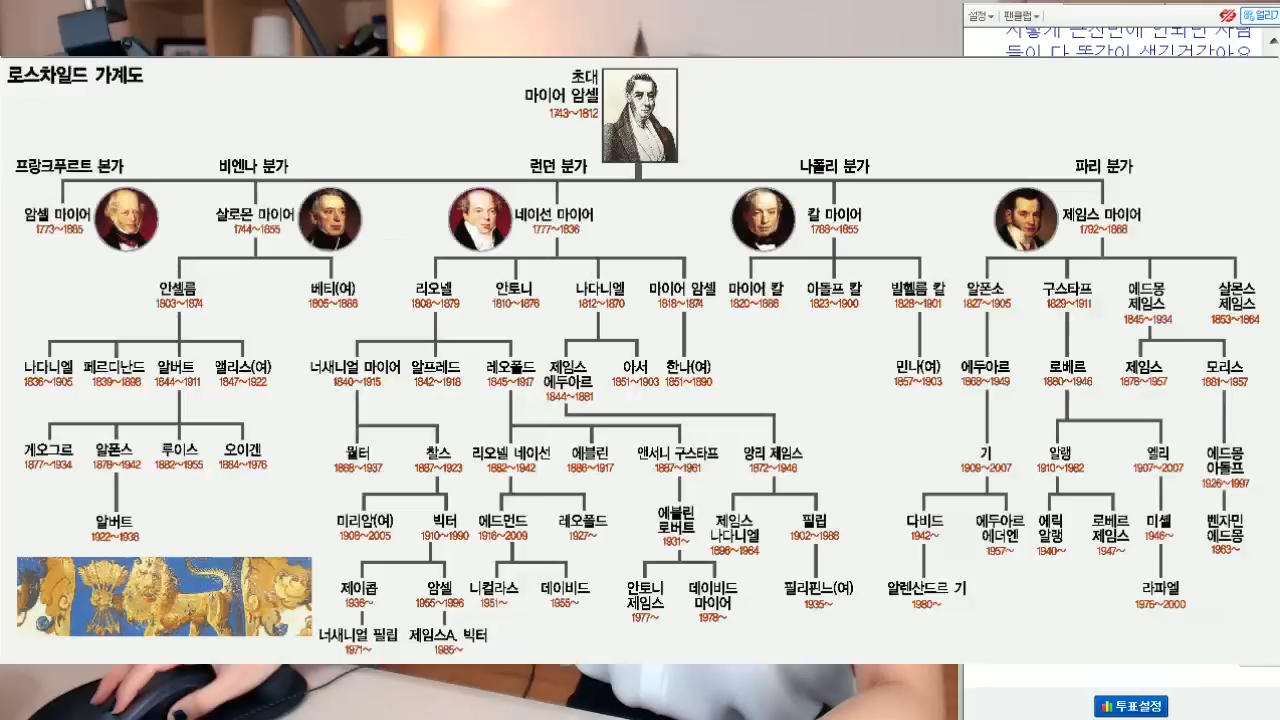 설정 팬클럽
로스차일드 가계도
초대
마이어 암셀
1743~1812
프랑크푸르트 본가
비엔나 분가
런던 분가
나폴리 분가
파리 분가
암셀 마이어
살로몬 마이어
네이선 마이어
칼 마이어
제임스 마이어
1744~1855
1777~1836
1792~1868
안셀름
베티(여)
리오넬
안토니
나다니엘
마이어 암셀
마이어 칼
아돌프 칼
빌헬름 칼
알폰소
구스타프
에드몽
제임스
살몬스
제임스
1803~1874
1805~1886
1808~1879
1810~1876
1812~1870
1818~1874
1820~1886
1823~1900
1828~1901
1827~1905
1829~1911
1845~1934
1853~1864
나다니엘
페르디난드
알버트
앨리스(여)
너새니얼 마이어
알프레드
레오폴드
제임스
에두아르
아서
한나(여)
민나(여)
에두아르
로베르
제임스
모리스
1836~1905
1839~1898
1844~1911
1847~1922
1840~1915
1842~1918
1845~1917
1844~1881
1851~1903
1851~1890
1857~1903
1868~1949
1880~1946
1878~1957
1881~1957
게오그르
알폰스
루이스
오이겐
월터
찰스
리오넬 네이선
에블린
앤서니 구스타프
앙리 제임스
기
알랭
엘리
에드몽
아돌프
1877~1934
1878~1942
1882~1955
1884~1976
1868~1937
1887~1923
1882~1942
1886~1917
1887~1961
1872~1946
1909~2007
1910~1982
1907~2007
1926~1997
알버트
1922~1938
미리암(여)
빅터
에드먼드
레오폴드
에블린
로버트
제임스
나다니엘
필립
다비드
에두아르
에더엔
에릭
알랭
로베르
제임스
미셸
벤자민
에드몽
1908~2005
1910~1990
1916~2009
1927~
1931~
1896~1984
1902~1988
1942~
1957~
1940~
1947~
1946~
1963~
제이콥
암셀
니컬라스
데이비드
안토니
제임스
데이비드
마이어
필리핀느(여)
알렌산드르 기
라파엘
1936~
1955~1996
1951~
1955~
1977~
1978~
1935~
1980~
1976~2000
너새니얼 필립
제임스A. 빅터
1971~
1985~
투표설정